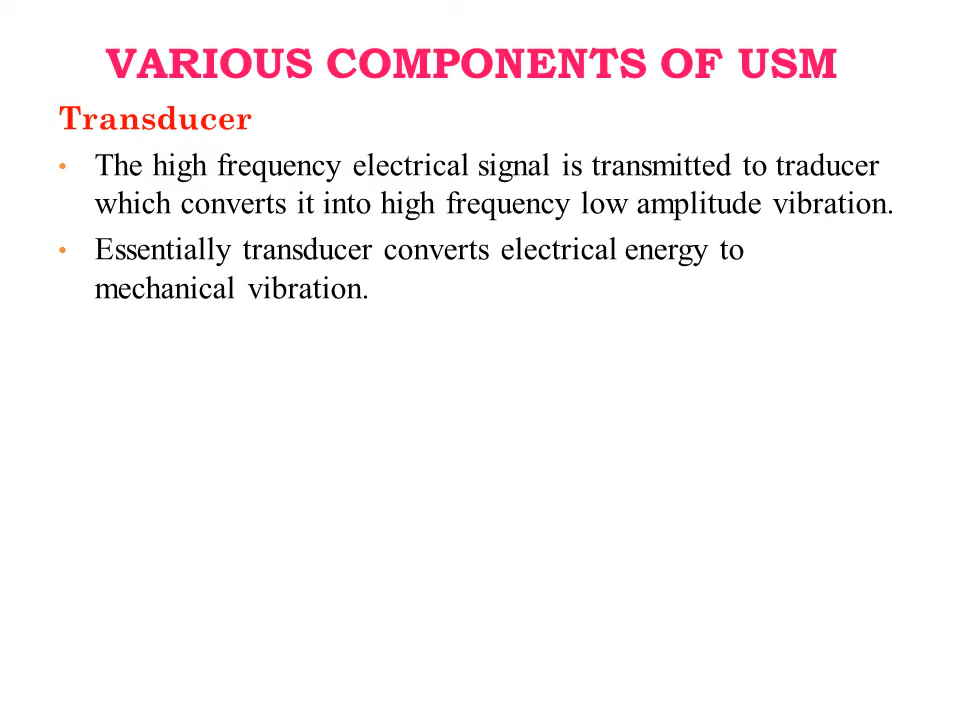 VARIOUS COMPONENTS OF USM
Transducer
• The high frequency electrical signal is transmitted to traducer
which converts it into high frequency low amplitude vibration.
• Essentially transducer converts electrical energy to
mechanical vibration.